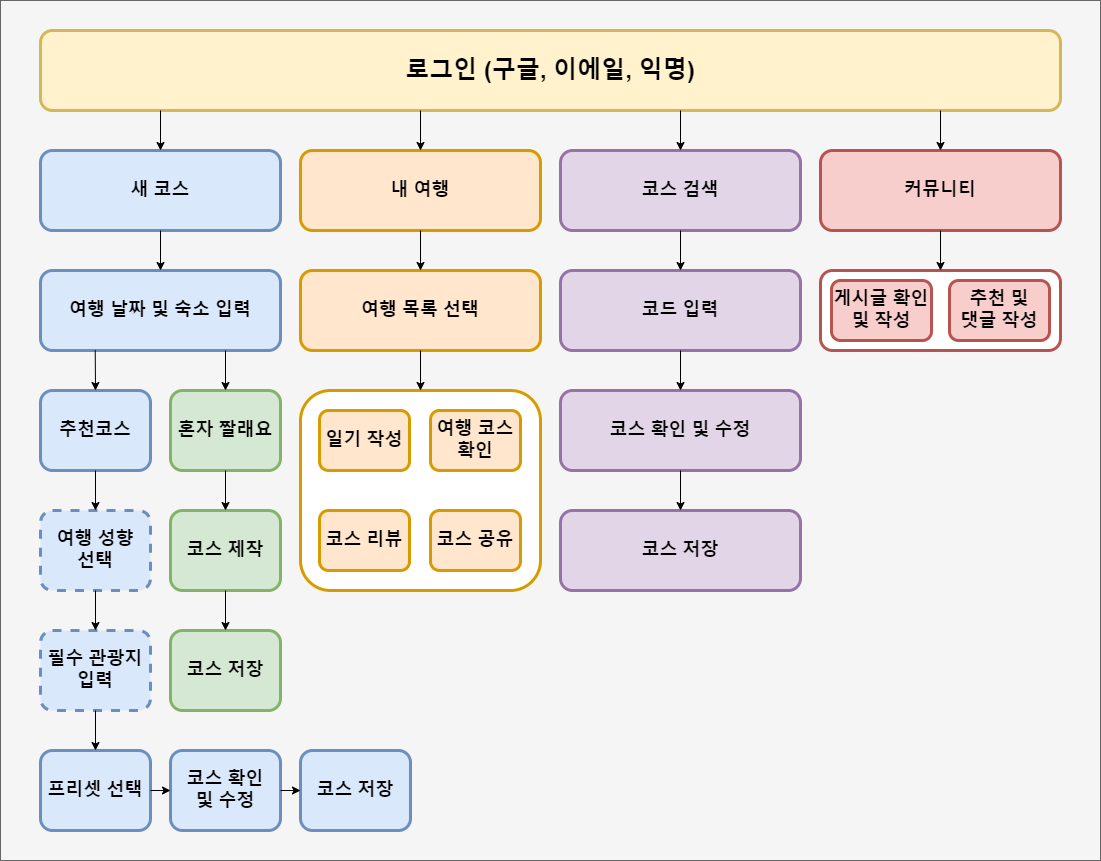 로그인 (구글, 이에일, 익명)
새 코스
내 여행
코스 검색
커뮤니티
여행 날짜 및 숙소 입력
여행 목록 선택
코드 입력
게시글 확인
및 작성
추천 및
댓글 작성
추천코스
혼자 짤래요
일기 작성
여행 코스
확인
코스 리뷰
코스 공유
코스 확인 및 수정
여행 성향
선택
코스 제작
코스 저장
필수 관광지
입력
코스 저장
프리셋 선택
코스 확인
및 수정
코스 저장